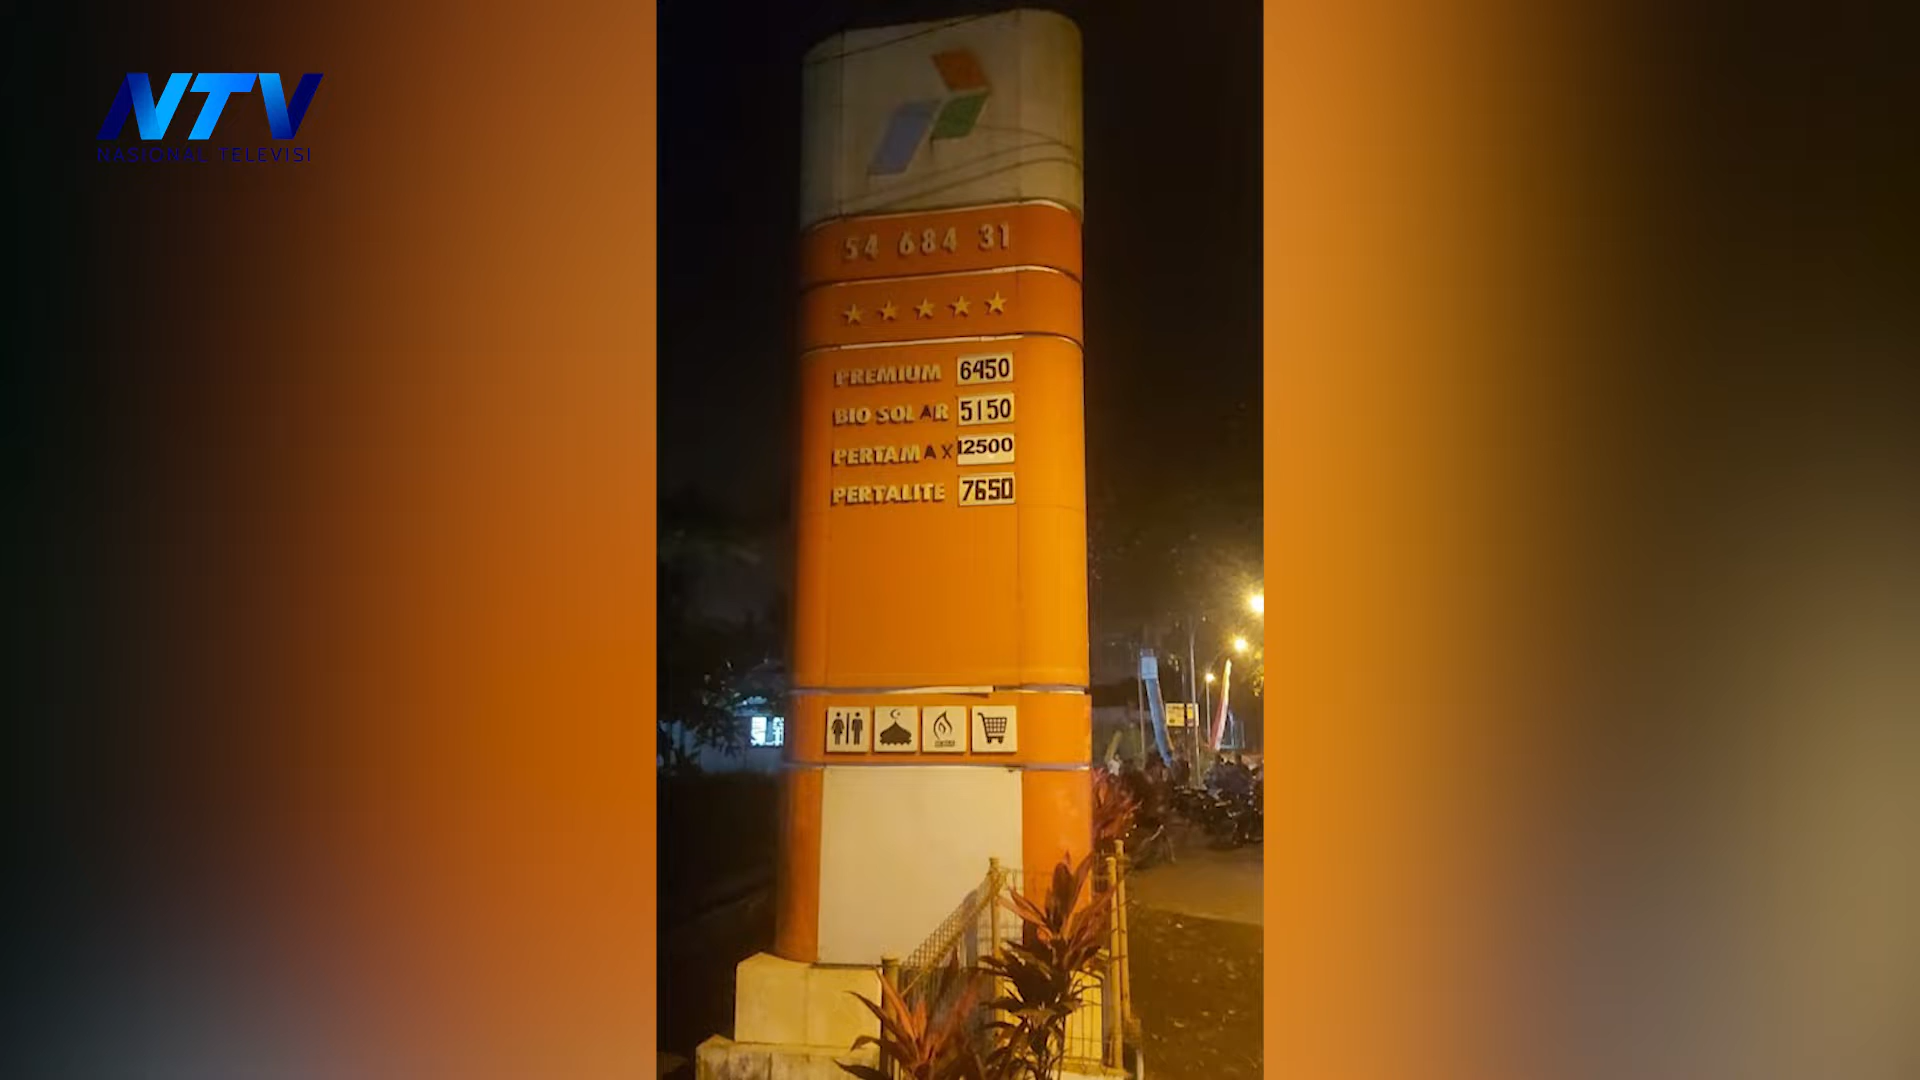 NTV
NASIONAL TELEVISI
54 684 31
PREMIUM 6450
BIO SOLAR 5150
PERTAMAX 12500
PERTALITE 7650